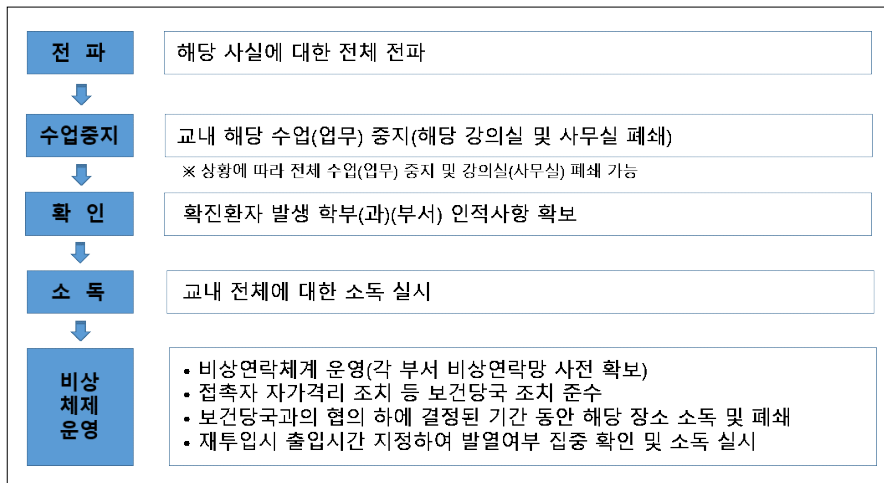 전 파
해당 사실에 대한 전체 전파
수업중지
교내 해당 수업(업무) 중지(해당 강의실 및 사무실 폐쇄)
※ 상황에 따라 전체 수업(업무) 중지 및 강의실(사무실) 폐쇄 가능
확 인
확진환자 발생 학부(과)(부서) 인적사항 확보
소 독
교내 전체에 대한 소독 실시
비상
체제
운영
• 비상연락체계 운영(각 부서 비상연락망 사전 확보)
• 접촉자 자가격리 조치 등 보건당국 조치 준수
• 보건당국과의 협의 하에 결정된 기간 동안 해당 장소 소독 및 폐쇄
• 재투입시 출입시간 지정하여 발열여부 집중 확인 및 소독 실시